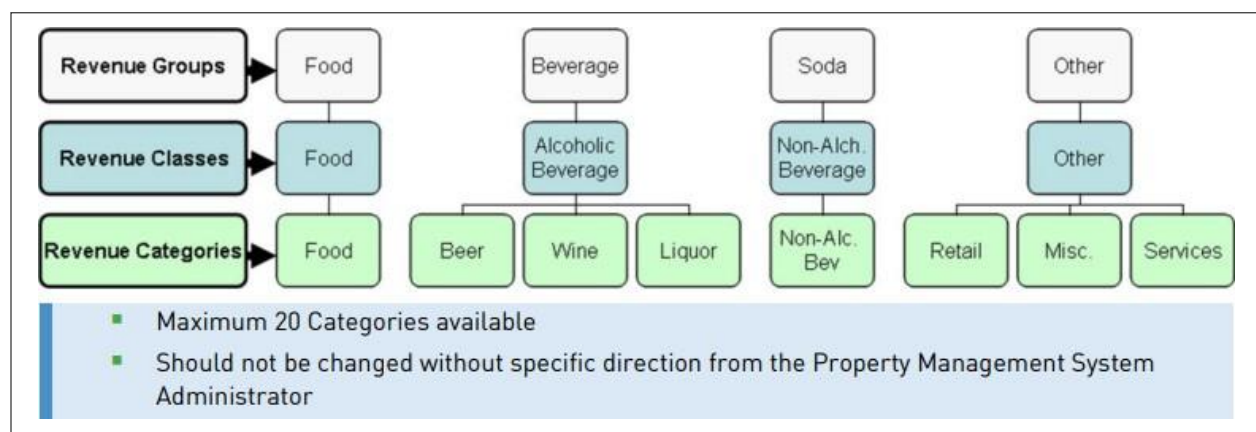 Revenue Groups
Food
Beverage
Soda
Other
Revenue Classes
Food
Alcoholic
Beverage
Non-Alch.
Beverage
Other
Revenue Categories
Food
Beer
Wine
Liquor
Non-Alc.
Bev
Retail
Misc.
Services
Maximum 20 Categories available
Should not be changed without specific direction from the Property Management System
Administrator